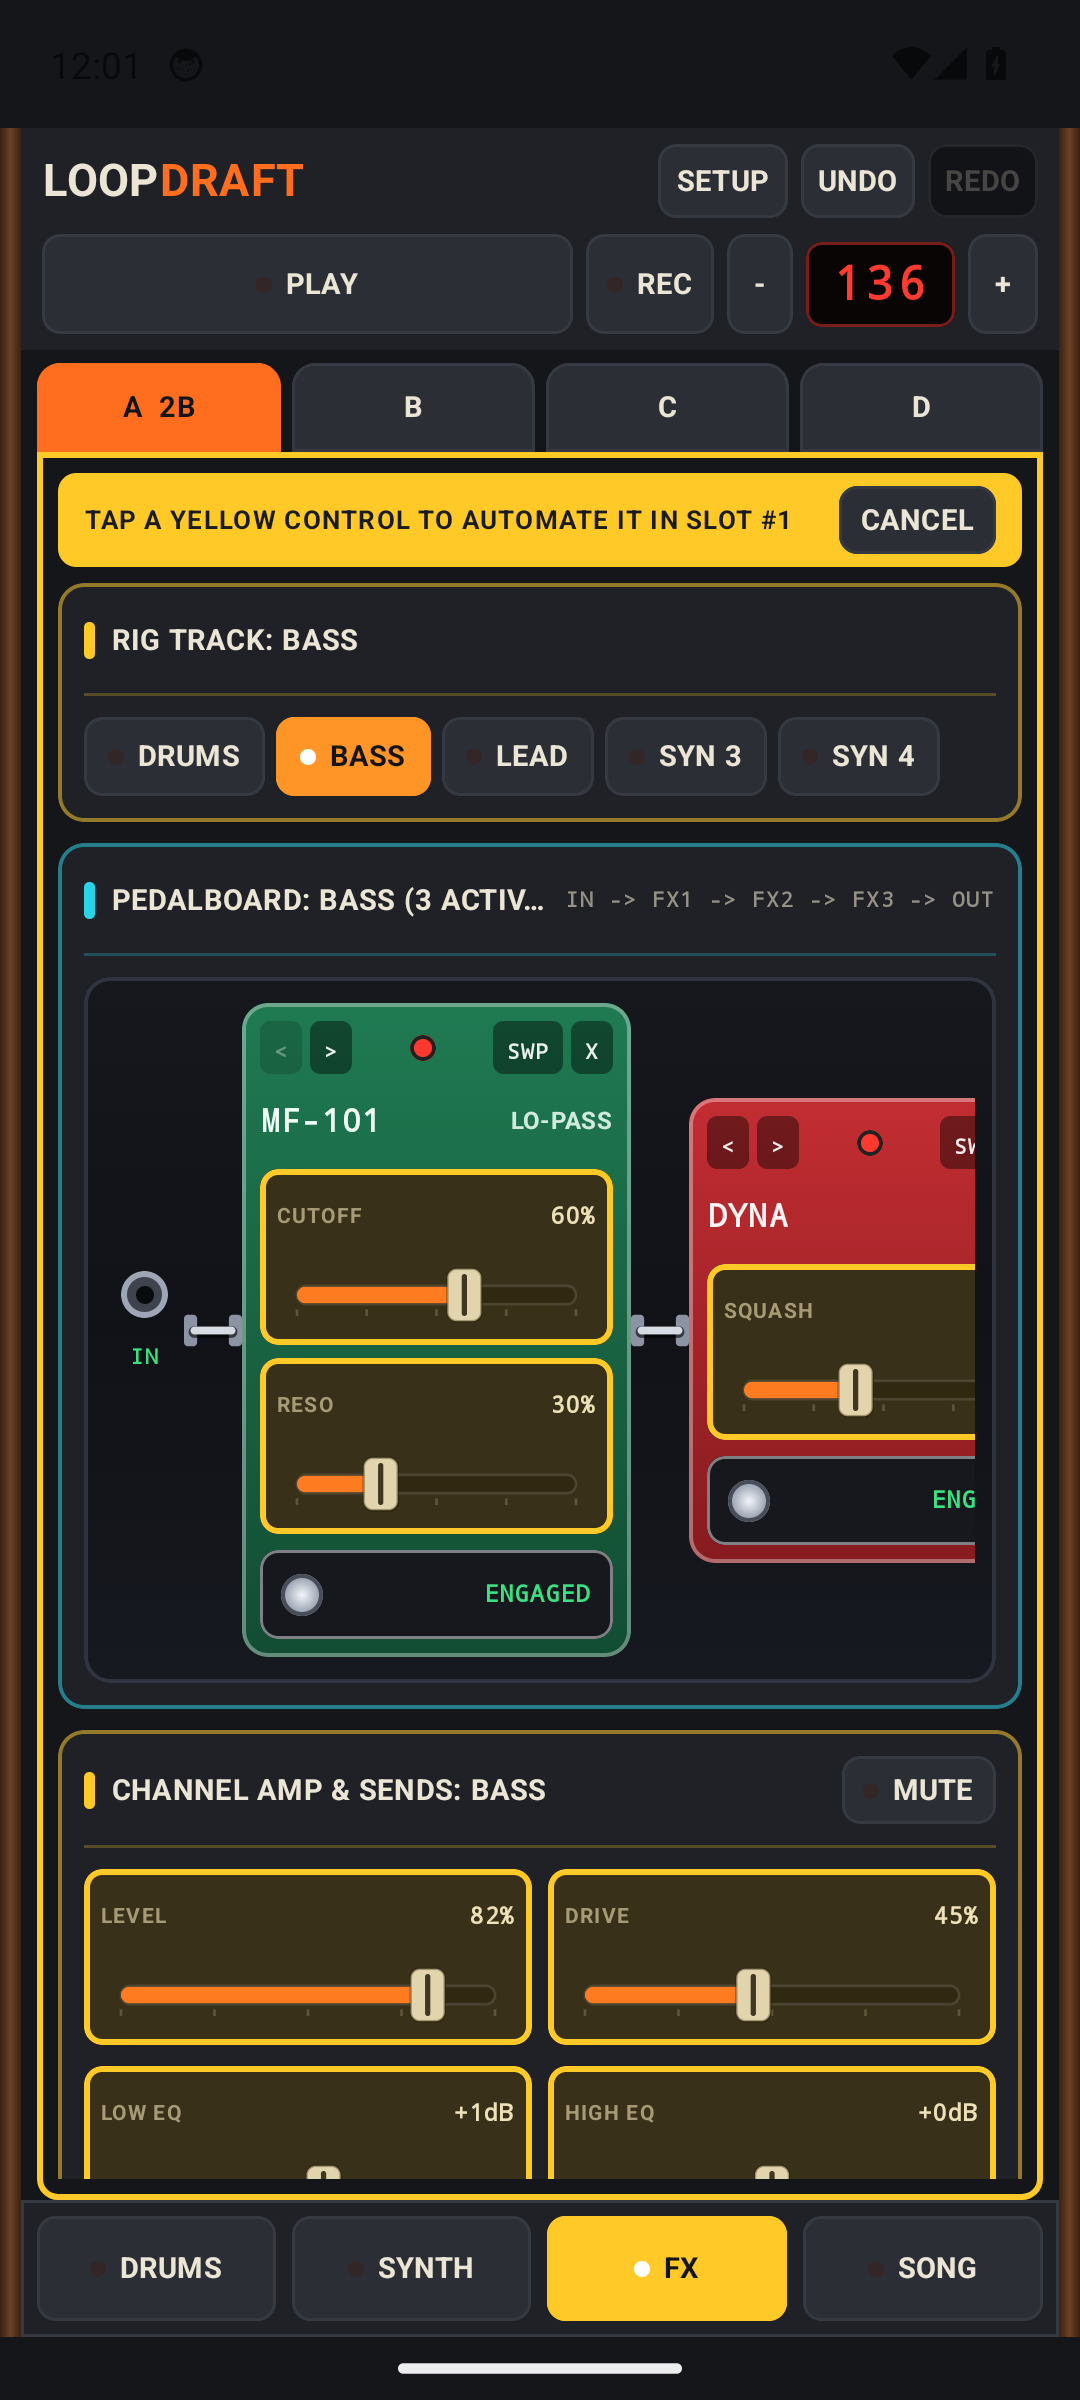 12:01
LOOPDRAFT SETUP UNDO REDO
PLAY REC - 136 +
A 2B B C D
TAP A YELLOW CONTROL TO AUTOMATE IT IN SLOT #1 CANCEL
RIG TRACK: BASS
DRUMS BASS LEAD SYN 3 SYN 4
PEDALBOARD: BASS (3 ACTIV... IN -> FX1 -> FX2 -> FX3 -> OUT
< > SWP X
MF-101 LO-PASS
CUTOFF 60%
RESO 30%
ENGAGED
IN
< > SW
DYNA
SQUASH
ENG
CHANNEL AMP & SENDS: BASS MUTE
LEVEL 82% DRIVE 45%
LOW EQ +1dB HIGH EQ +0dB
DRUMS SYNTH FX SONG